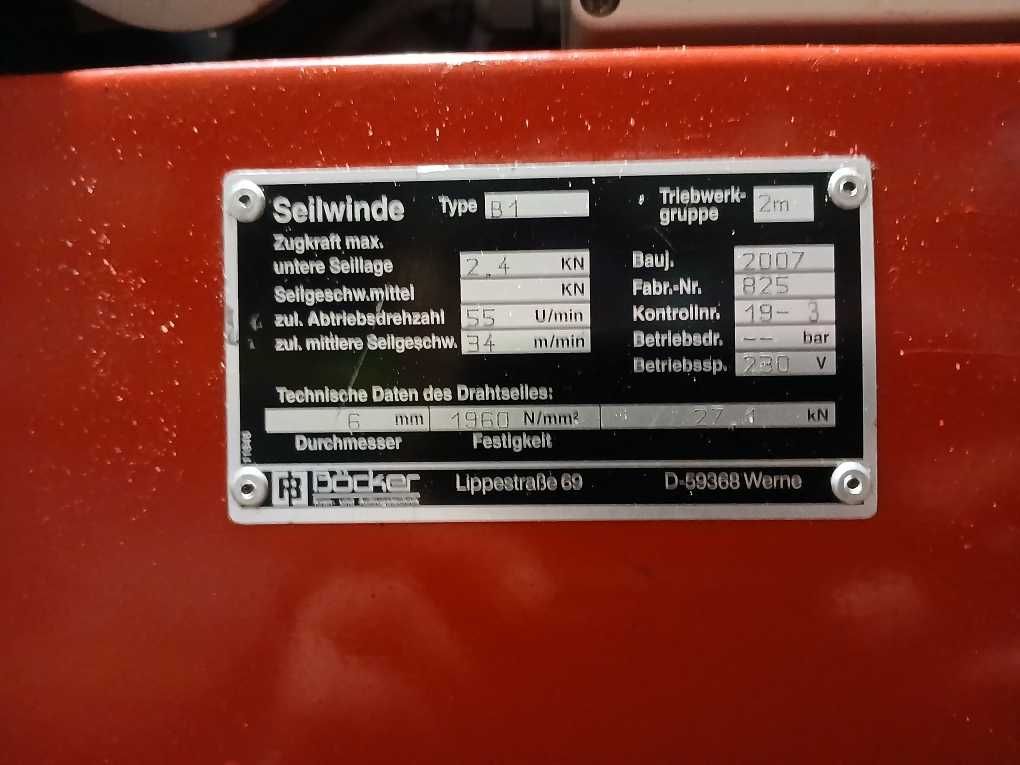 Seilwinde Type B1 Triebwerk-
gruppe 2m
Zugkraft max.
untere Seillage 2.4 KN Bauj. 2007
Seilgeschw.mittel KN Fabr.-Nr. 825
zul. Abtriebsdrehzahl 55 U/min Kontrollnr. 19- 3
zul. mittlere Seilgeschw. 34 m/min Betriebsdr. -- bar
Betriebssp. 230 V
Technische Daten des Drahtseiles:
6 mm 1960 N/mm² 27,1 kN
Durchmesser Festigkeit
Böcker Lippestraße 69 D-59368 Werne